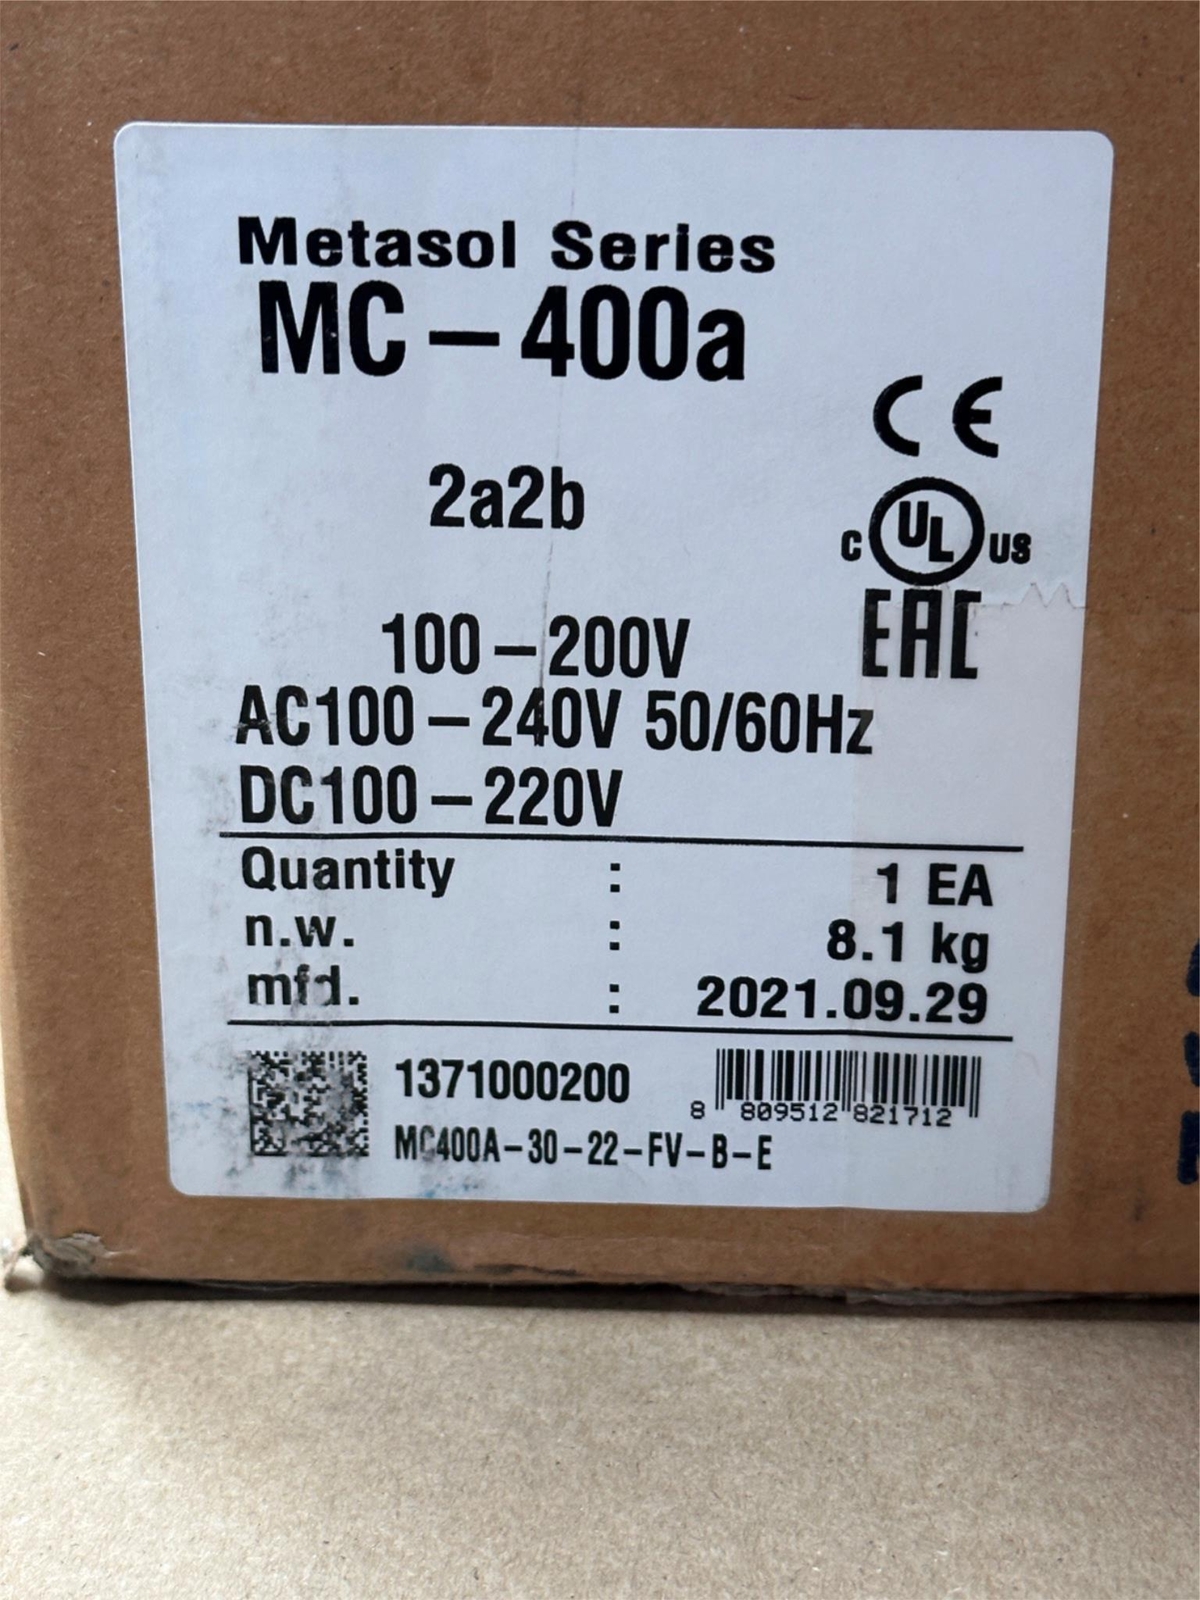 Metasol Series
MC-400a
CE
2a2b
C UL US
EAC
100-200V
AC100-240V 50/60Hz
DC100-220V
Quantity : 1 EA
n.w. : 8.1 kg
mfd. : 2021.09.29
1371000200
8 809512 821712
MC400A-30-22-FV-B-E